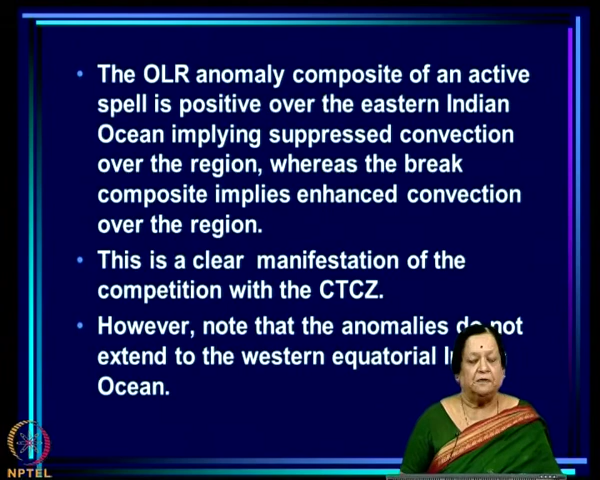 • The OLR anomaly composite of an active
spell is positive over the eastern Indian
Ocean implying suppressed convection
over the region, whereas the break
composite implies enhanced convection
over the region.
• This is a clear manifestation of the
competition with the CTCZ.
• However, note that the anomalies do not
extend to the western equatorial
Ocean.
NPTEL